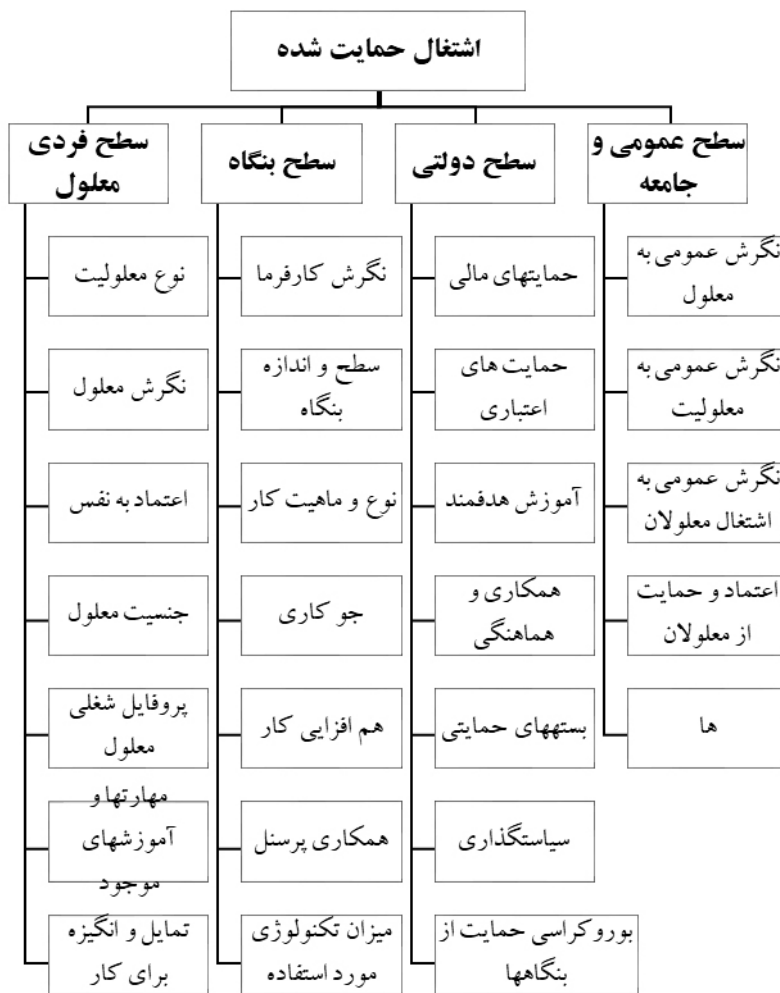 اشتغال حمایت شده
سطح عمومی و
جامعه
نگرش عمومی به
معلول
نگرش عمومی به
معلولیت
نگرش عمومی به
اشتغال معلولان
اعتماد و حمایت
از معلولان
ها
سطح دولتی
حمایتهای مالی
حمایت های
اعتباری
آموزش هدفمند
همکاری و
هماهنگی
بستههای حمایتی
سیاستگذاری
بوروکراسی حمایت از
بنگاهها
سطح بنگاه
نگرش کارفرما
سطح و اندازه
بنگاه
نوع و ماهیت کار
جو کاری
هم افزایی کار
همکاری پرسنل
میزان تکنولوژی
مورد استفاده
سطح فردی
معلول
نوع معلولیت
نگرش معلول
اعتماد به نفس
جنسیت معلول
پروفایل شغلی
معلول
مهارتها و
آموزشهای
موجود
تمایل و انگیزه
برای کار